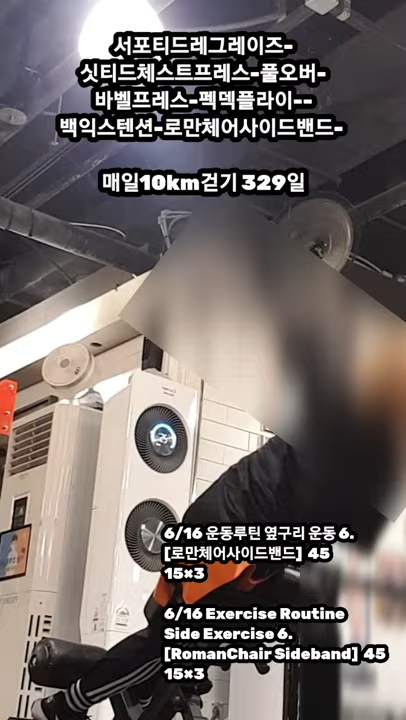 서포티드레그레이즈-
싯티드체스트프레스-풀오버-
바벨프레스-펙덱플라이--
백익스텐션-로만체어사이드밴드-
매일10km걷기 329일
6/16 운동루틴 옆구리 운동 6.
[로만체어사이드밴드] 45
15×3
6/16 Exercise Routine
Side Exercise 6.
[RomanChair Sideband] 45
15×3